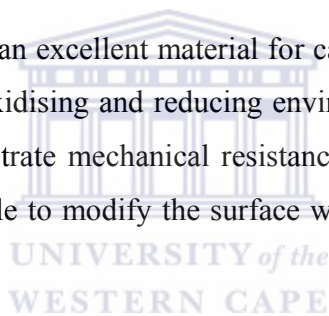 an excellent material for ca
xidising and reducing envir
trate mechanical resistanc
le to modify the surface w
UNIVERSITY of the
WESTERN CAPE